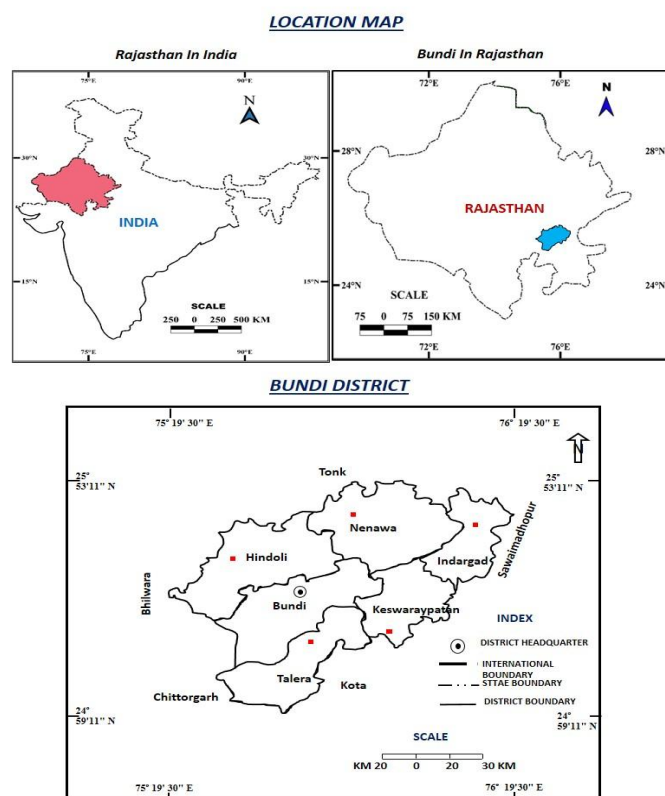 LOCATION MAP
Rajasthan In India
Bundi In Rajasthan
75°E
90°E
N
30°N
30°N
INDIA
15°N
15°N
SCALE
250 0 250 500 KM
75°E
90°E
72°E
76°E
N
28°N
28°N
RAJASTHAN
24°N
24°N
SCALE
75 0 75 150 KM
72°E
76°E
BUNDI DISTRICT
75° 19' 30" E
76° 19' 30" E
N
25°
53'11" N
25°
53'11" N
Tonk
Nenawa
Hindoli
Indargad
Sawaimadhopur
Bhilwara
Bundi
Keswaraypatan
Talera
Kota
Chittorgarh
INDEX
DISTRICT HEADQUARTER
INTERNATIONAL
BOUNDARY
STTAE BOUNDARY
DISTRICT BOUNDARY
24°
59'11" N
24°
59'11" N
SCALE
KM 20 0 20 30 KM
75° 19' 30" E
76° 19' 30" E